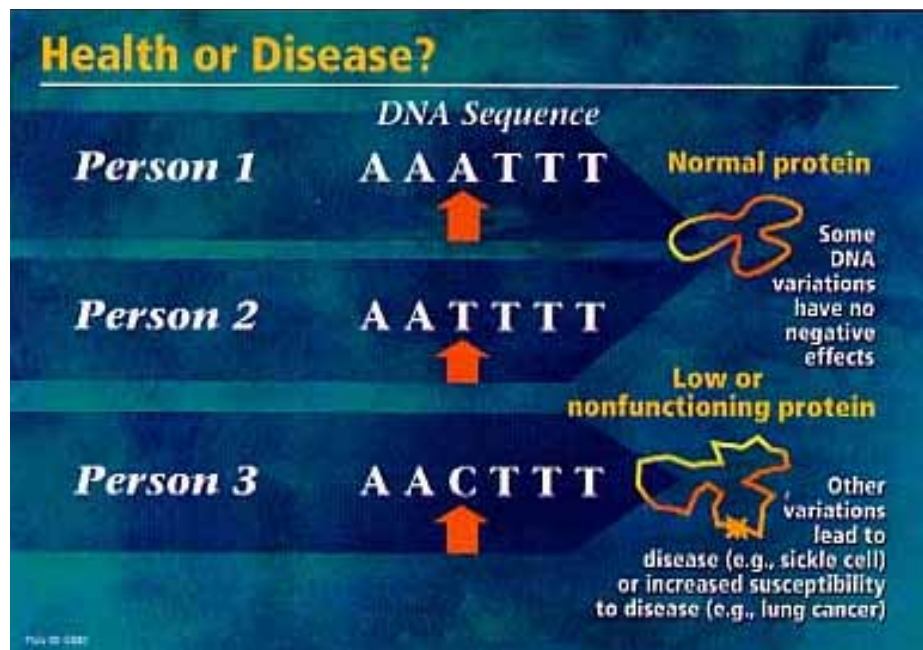 Health or Disease?
DNA Sequence
Person 1
A A A T T T
Normal protein
Some
DNA
variations
have no
negative
effects
Person 2
A A T T T T
Low or
nonfunctioning protein
Person 3
A A C T T T
Other
variations
lead to
disease (e.g., sickle cell)
or increased susceptibility
to disease (e.g., lung cancer)